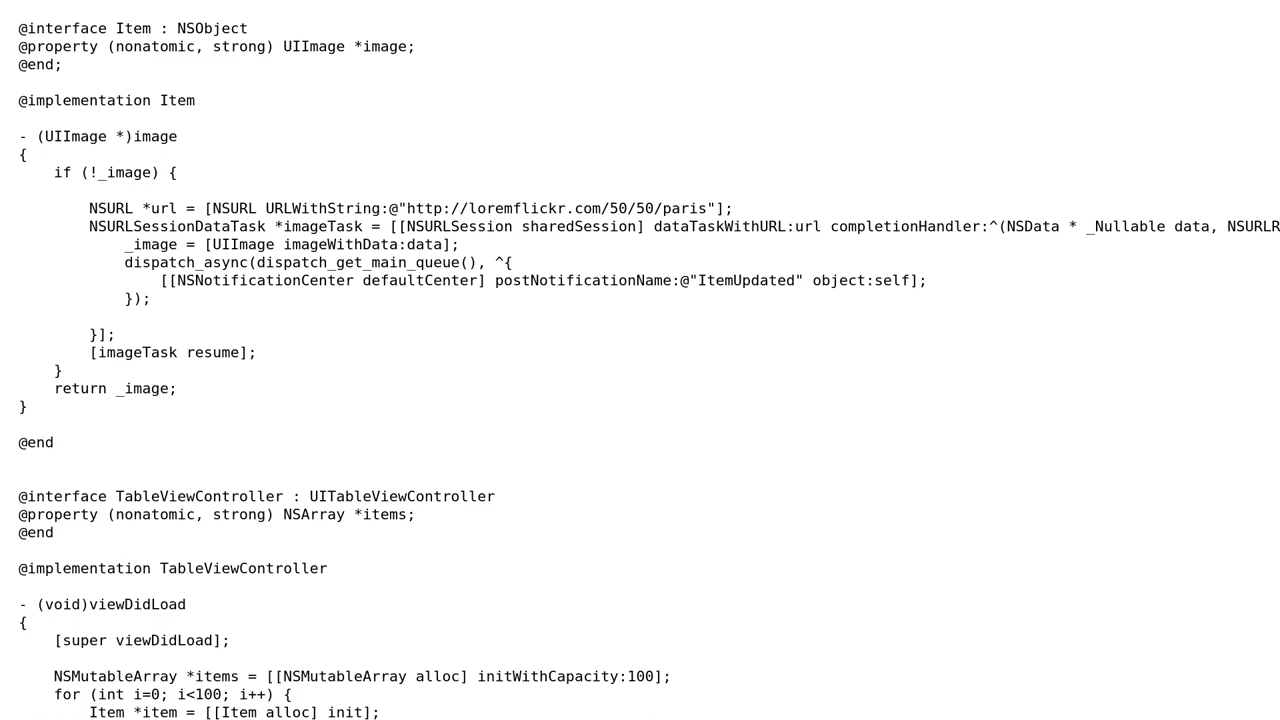 @interface Item : NSObject
@property (nonatomic, strong) UIImage *image;
@end;

@implementation Item

- (UIImage *)image
{
    if (!_image) {

        NSURL *url = [NSURL URLWithString:@"http://loremflickr.com/50/50/paris"];
        NSURLSessionDataTask *imageTask = [[NSURLSession sharedSession] dataTaskWithURL:url completionHandler:^(NSData * _Nullable data, NSURLR
            _image = [UIImage imageWithData:data];
            dispatch_async(dispatch_get_main_queue(), ^{
                [[NSNotificationCenter defaultCenter] postNotificationName:@"ItemUpdated" object:self];
            });

        }];
        [imageTask resume];
    }
    return _image;
}

@end


@interface TableViewController : UITableViewController
@property (nonatomic, strong) NSArray *items;
@end

@implementation TableViewController

- (void)viewDidLoad
{
    [super viewDidLoad];

    NSMutableArray *items = [[NSMutableArray alloc] initWithCapacity:100];
    for (int i=0; i<100; i++) {
        Item *item = [[Item alloc] init];